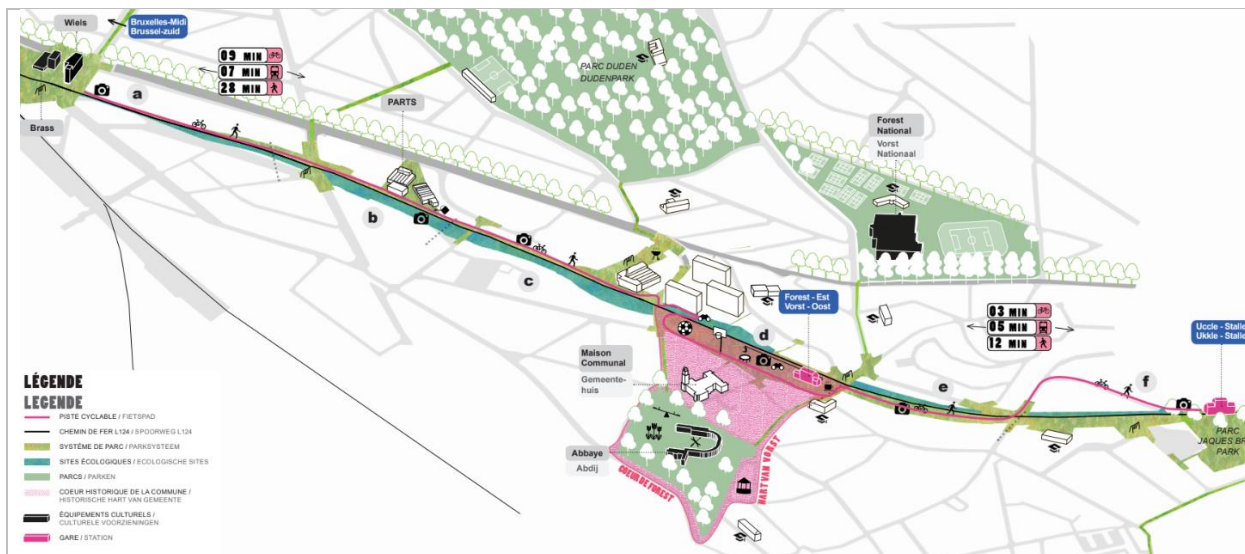 Wiels
Bruxelles-Midi
Brussel-zuid
09 MIN
07 MIN
28 MIN
a
Brass
PARTS
PARC DUDEN
DUDENPARK
Forest
National
Vorst
Nationaal
b
c
d
Forest - Est
Vorst - Oost
03 MIN
05 MIN
12 MIN
Uccle - Stalle
Ukkle - Stalle
Maison
Communal
Gemeente-
huis
3
e
f
PARC
JAQUES BR
PARK
Abbaye
Abdij
COEUR DE FOREST
HART VAN VORST
LÉGENDE
LEGENDE
PISTE CYCLABLE / FIETSPAD
CHEMIN DE FER L124 / SPOORWEG L124
SYSTÈME DE PARC / PARKSYSTEEM
SITES ÉCOLOGIQUES / ECOLOGISCHE SITES
PARCS / PARKEN
COEUR HISTORIQUE DE LA COMMUNE /
HISTORISCHE HART VAN GEMEENTE
ÉQUIPEMENTS CULTURELS /
CULTURELE VOORZIENINGEN
GARE / STATION